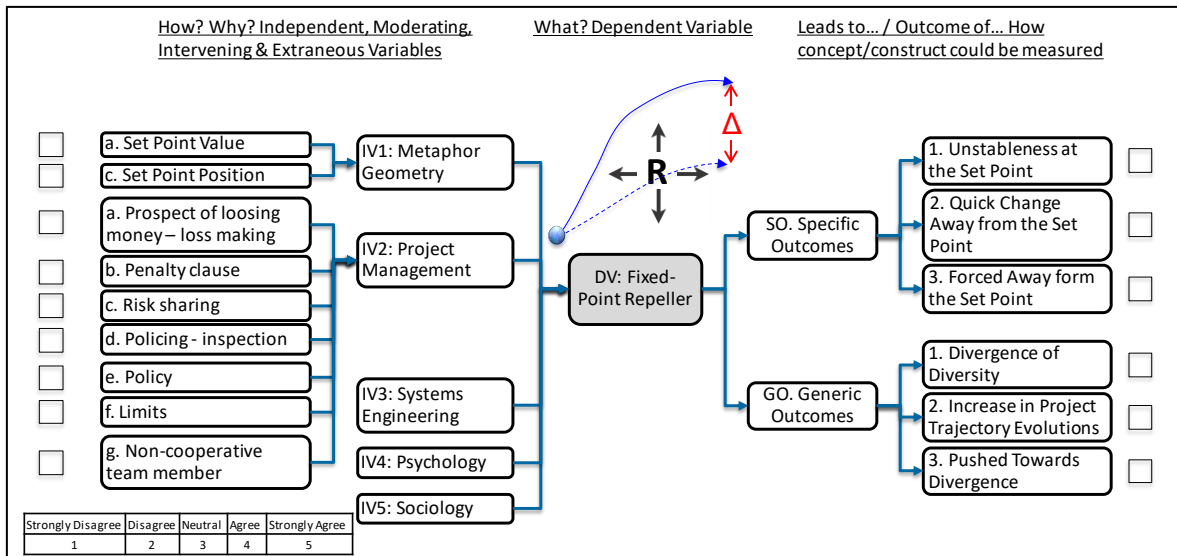 How? Why? Independent, Moderating,
Intervening & Extraneous Variables
What? Dependent Variable
Leads to... / Outcome of... How
concept/construct could be measured
a. Set Point Value
c. Set Point Position
a. Prospect of loosing
money – loss making
b. Penalty clause
c. Risk sharing
d. Policing - inspection
e. Policy
f. Limits
g. Non-cooperative
team member
IV1: Metaphor
Geometry
IV2: Project
Management
IV3: Systems
Engineering
IV4: Psychology
IV5: Sociology
R
Δ
DV: Fixed-
Point Repeller
SO. Specific
Outcomes
GO. Generic
Outcomes
1. Unstableness at
the Set Point
2. Quick Change
Away from the Set
Point
3. Forced Away form
the Set Point
1. Divergence of
Diversity
2. Increase in Project
Trajectory Evolutions
3. Pushed Towards
Divergence
Strongly Disagree Disagree Neutral Agree Strongly Agree
1 2 3 4 5